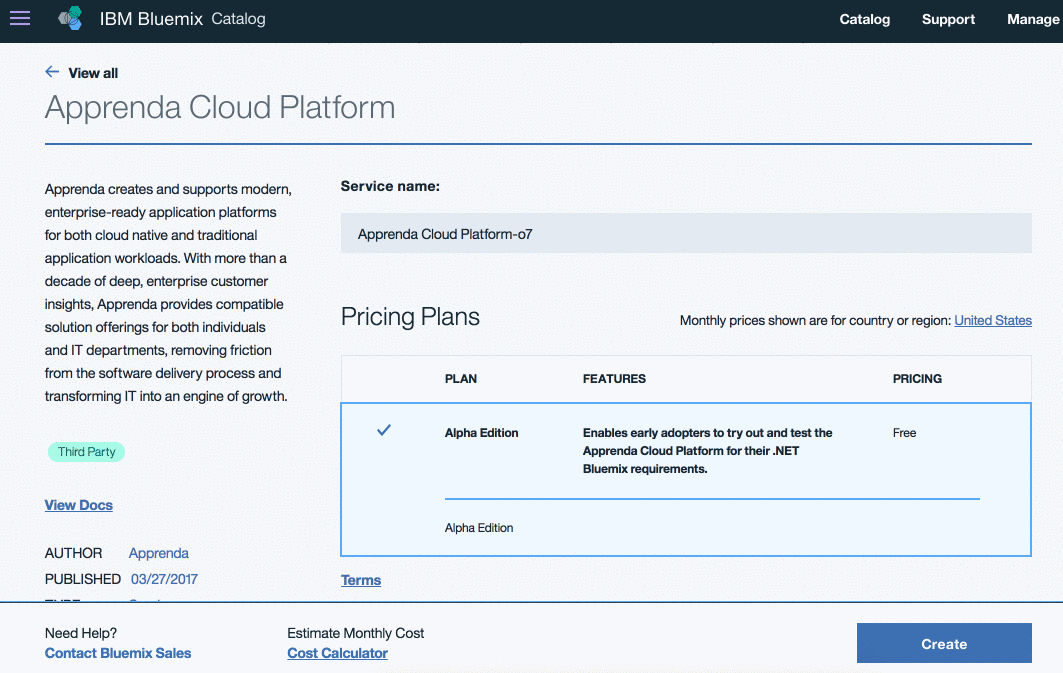 IBM Bluemix Catalog
Catalog Support Manage
View all
Apprenda Cloud Platform
Apprenda creates and supports modern,
enterprise-ready application platforms
for both cloud native and traditional
application workloads. With more than a
decade of deep, enterprise customer
insights, Apprenda provides compatible
solution offerings for both individuals
and IT departments, removing friction
from the software delivery process and
transforming IT into an engine of growth.
Third Party
View Docs
AUTHOR Apprenda
PUBLISHED 03/27/2017
Service name:
Apprenda Cloud Platform-o7
Pricing Plans
Monthly prices shown are for country or region: United States
PLAN FEATURES PRICING
Alpha Edition
Enables early adopters to try out and test the
Apprenda Cloud Platform for their .NET
Bluemix requirements.
Free
Alpha Edition
Terms
Need Help?
Contact Bluemix Sales
Estimate Monthly Cost
Cost Calculator
Create